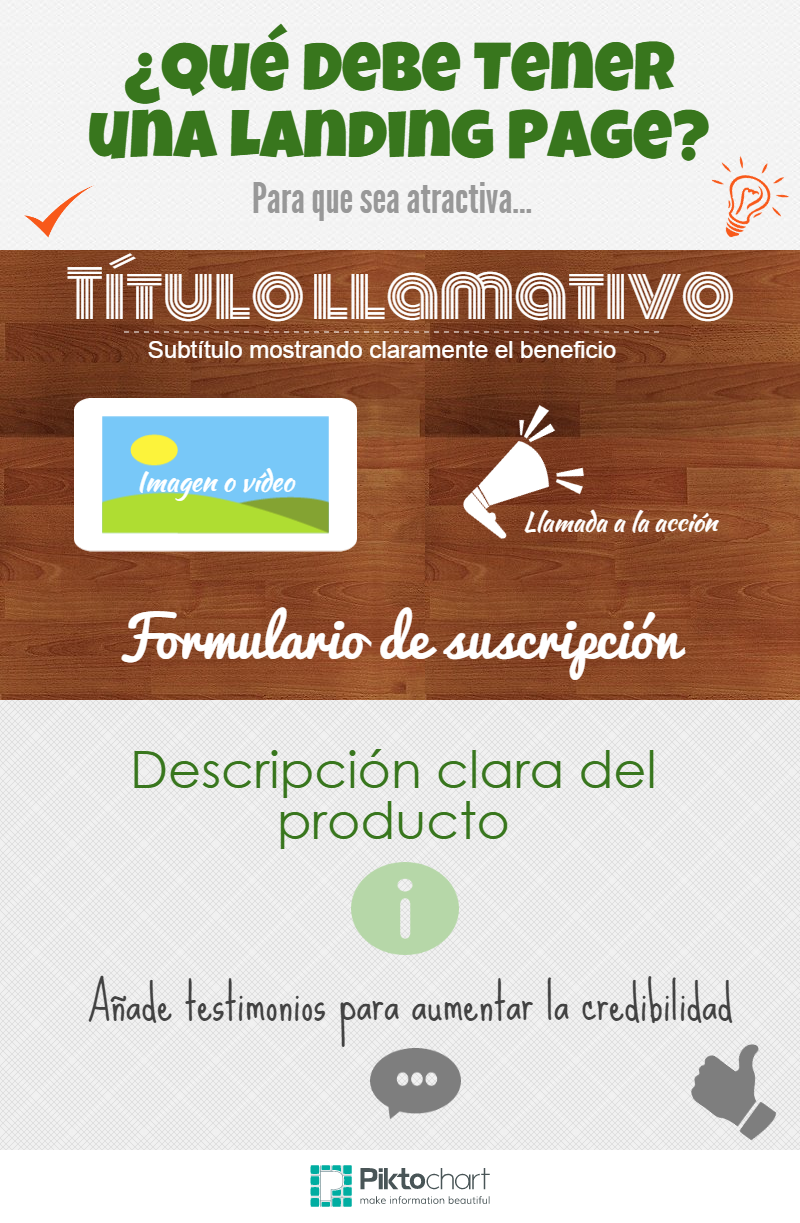 ¿Qué debe tener
una landing page?
Para que sea atractiva...
Título llamativo
Subtítulo mostrando claramente el beneficio
Imagen o vídeo
Llamada a la acción
Formulario de suscripción
Descripción clara del
producto
i
Añade testimonios para aumentar la credibilidad
Piktochart
make information beautiful